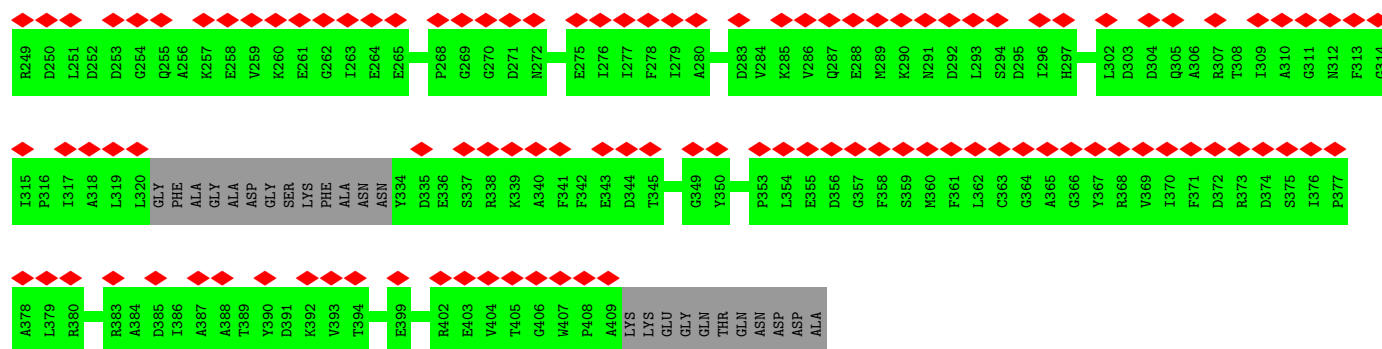 R249 D250 L251 D252 D253 G254 Q255 A256 K257 E258 V259 K260 E261 G262 I263 E264 E265 P268 G269 G270 D271 N272 E275 I276 I277 F278 I279 A280 D283 V284 K285 V286 Q287 E288 M289 K290 N291 D292 L293 S294 D295 I296 H297 L302 D303 D304 Q305 A306 R307 T308 I309 A310 G311 N312 F313 G314
I315 P316 I317 A318 L319 L320 GLY PHE ALA GLY ALA ASP GLY SER LYS PHE ALA ASN ASN Y334 D335 E336 S337 R338 K339 A340 F341 F342 E343 D344 T345 G349 Y350 P353 L354 E355 D356 G357 F358 S359 M360 F361 L362 C363 G364 A365 G366 Y367 R368 V369 I370 F371 D372 R373 D374 S375 I376 P377
A378 L379 R380 R383 A384 D385 I386 A387 A388 T389 Y390 D391 K392 V393 T394 E399 R402 E403 V404 T405 G406 W407 P408 A409 LYS LYS GLU GLY GLN THR GLN ASN ASP ASP ALA